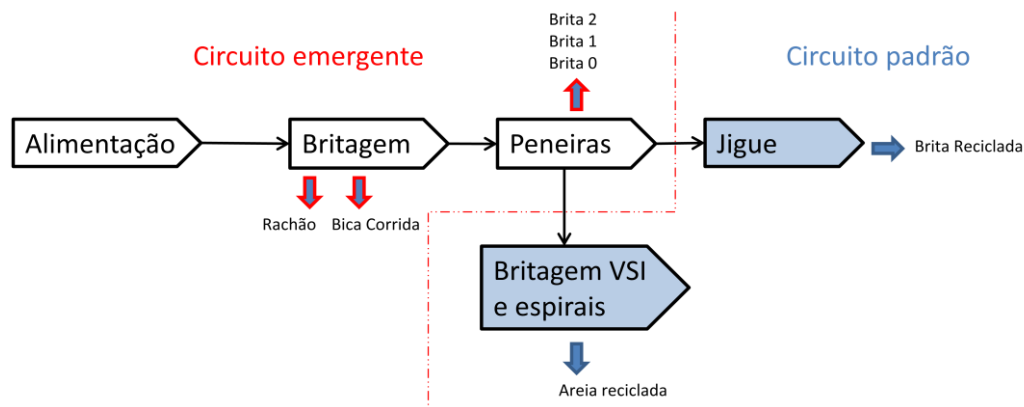 Brita 2
Brita 1
Brita 0
Circuito emergente
Circuito padrão
Alimentação
Britagem
Peneiras
Jigue
Brita Reciclada
Rachão
Bica Corrida
Britagem VSI
e espirais
Areia reciclada